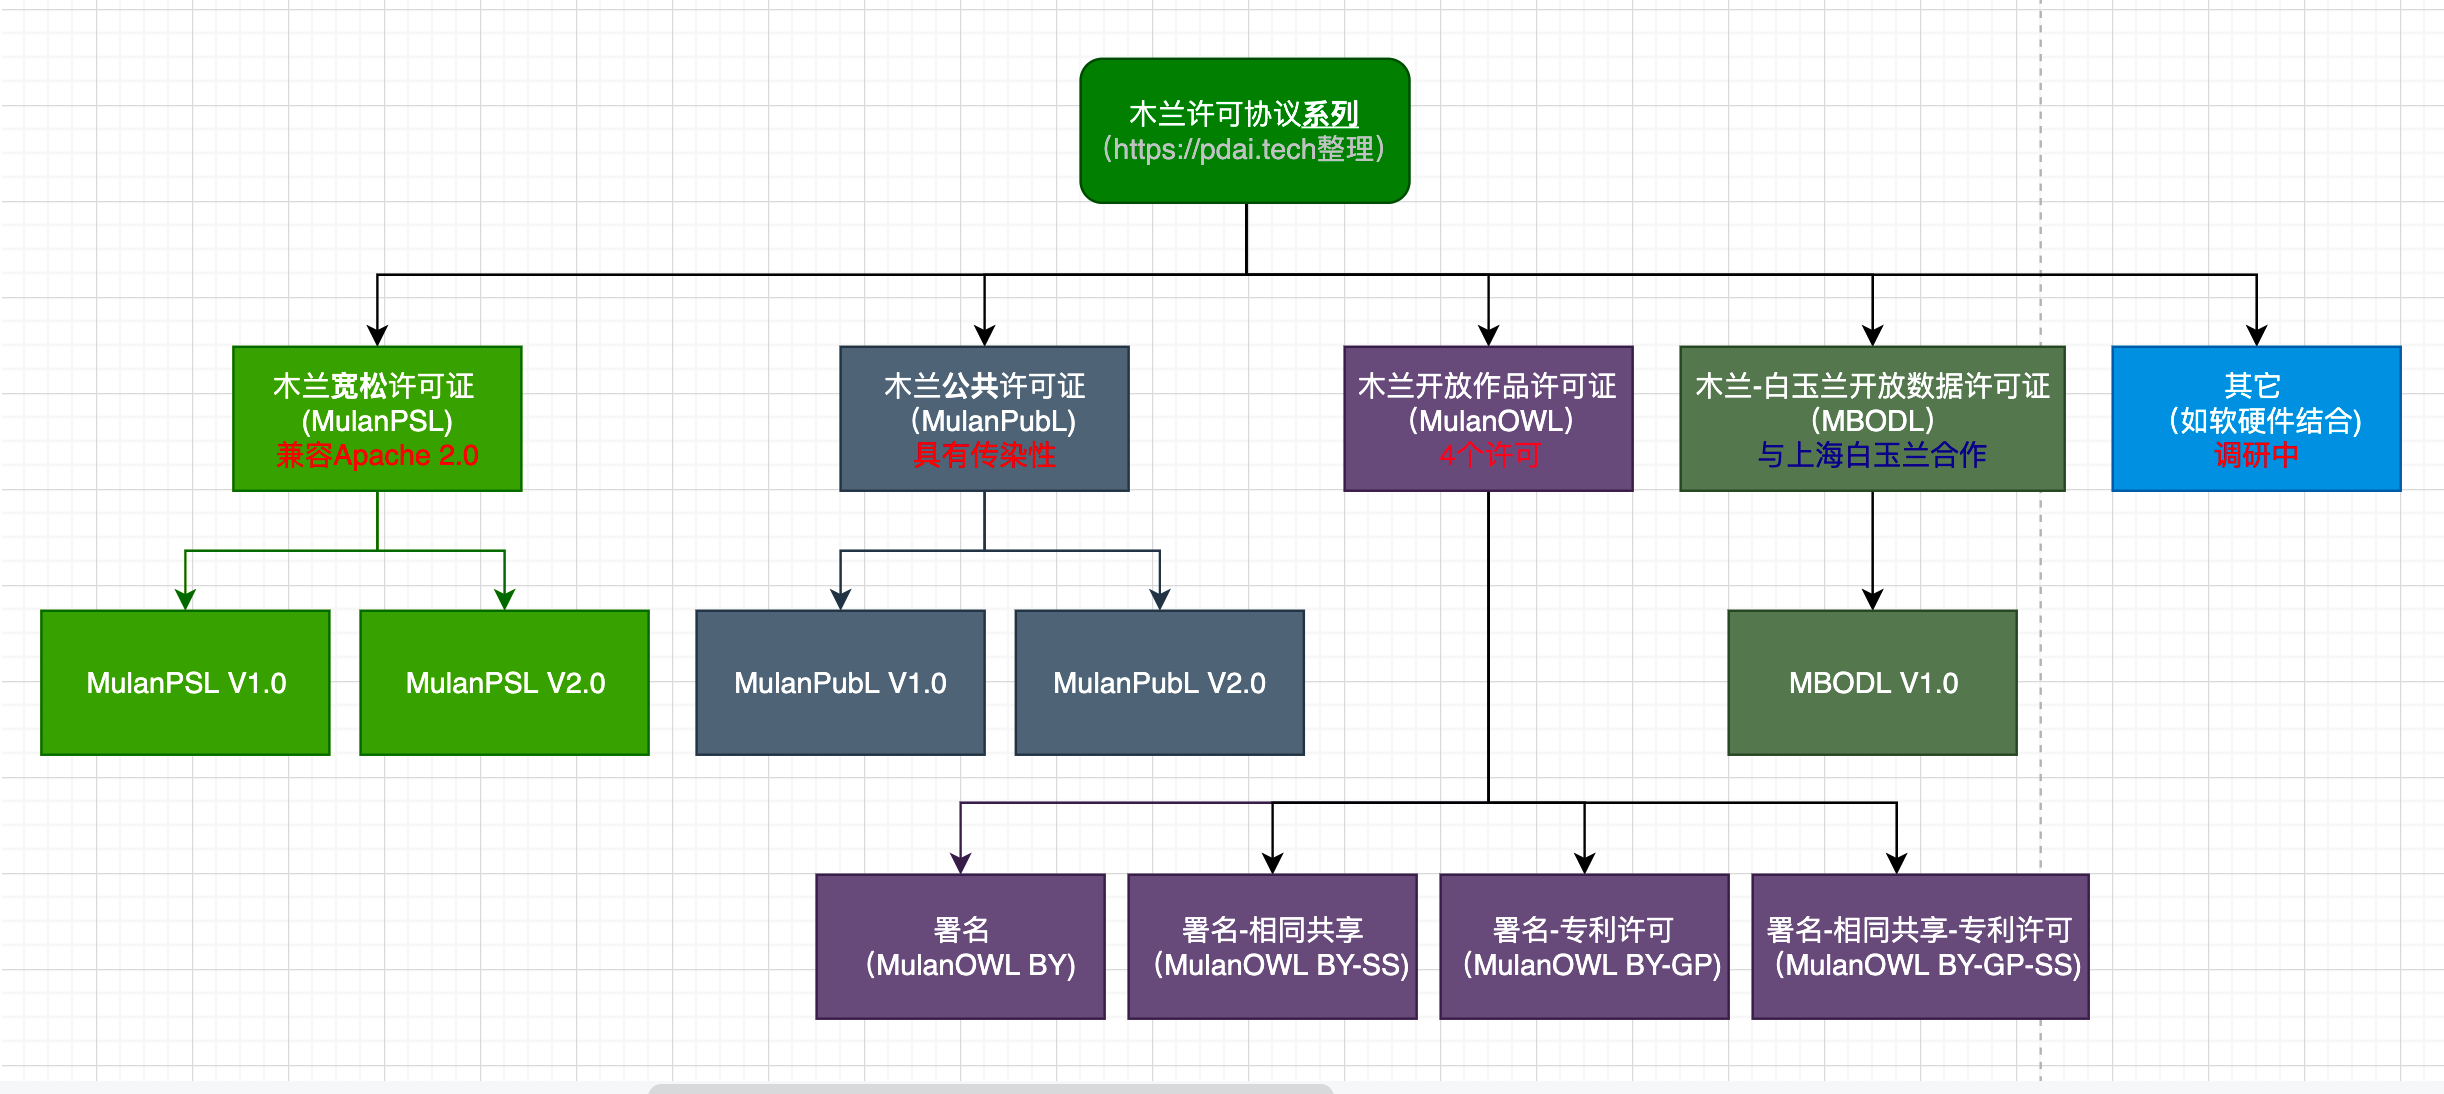 木兰许可协议系列
（https://pdai.tech整理）
木兰宽松许可证
(MulanPSL)
兼容Apache 2.0
木兰公共许可证
（MulanPubL)
具有传染性
木兰开放作品许可证
（MulanOWL）
4个许可
木兰-白玉兰开放数据许可证
（MBODL）
与上海白玉兰合作
其它
（如软硬件结合)
调研中
MulanPSL V1.0
MulanPSL V2.0
MulanPubL V1.0
MulanPubL V2.0
MBODL V1.0
署名
（MulanOWL BY)
署名-相同共享
（MulanOWL BY-SS)
署名-专利许可
（MulanOWL BY-GP)
署名-相同共享-专利许可
（MulanOWL BY-GP-SS)